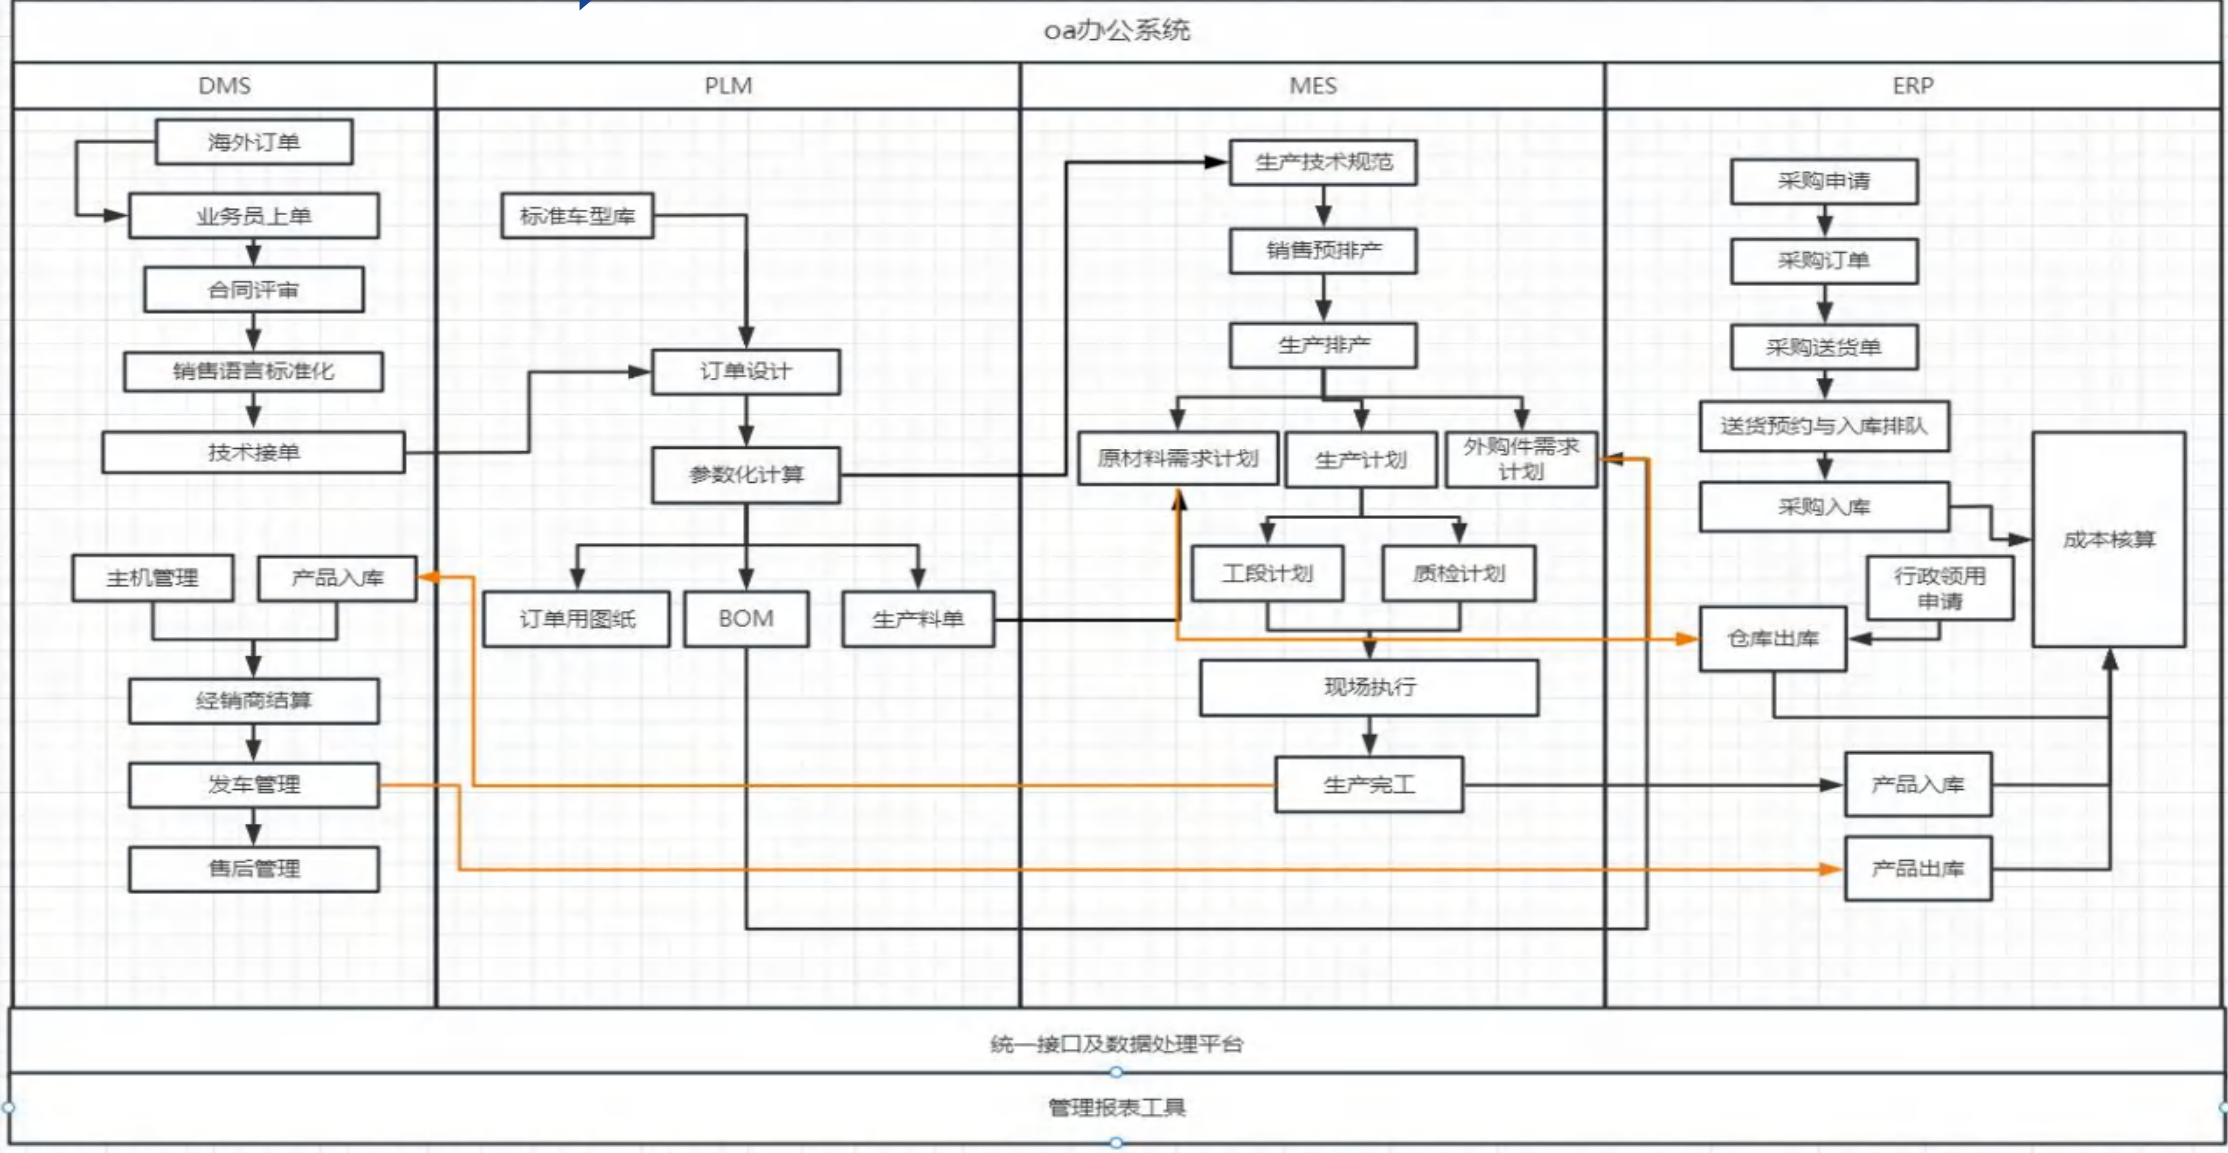 oa办公系统
DMS
PLM
MES
ERP
海外订单
业务员上单
合同评审
销售语言标准化
技术接单
主机管理
产品入库
经销商结算
发车管理
售后管理
标准车型库
订单设计
参数化计算
订单用图纸
BOM
生产料单
生产技术规范
销售预排产
生产排产
原材料需求计划
生产计划
外购件需求
计划
工段计划
质检计划
现场执行
生产完工
采购申请
采购订单
采购送货单
送货预约与入库排队
采购入库
成本核算
行政领用
申请
仓库出库
产品入库
产品出库
统一接口及数据处理平台
管理报表工具